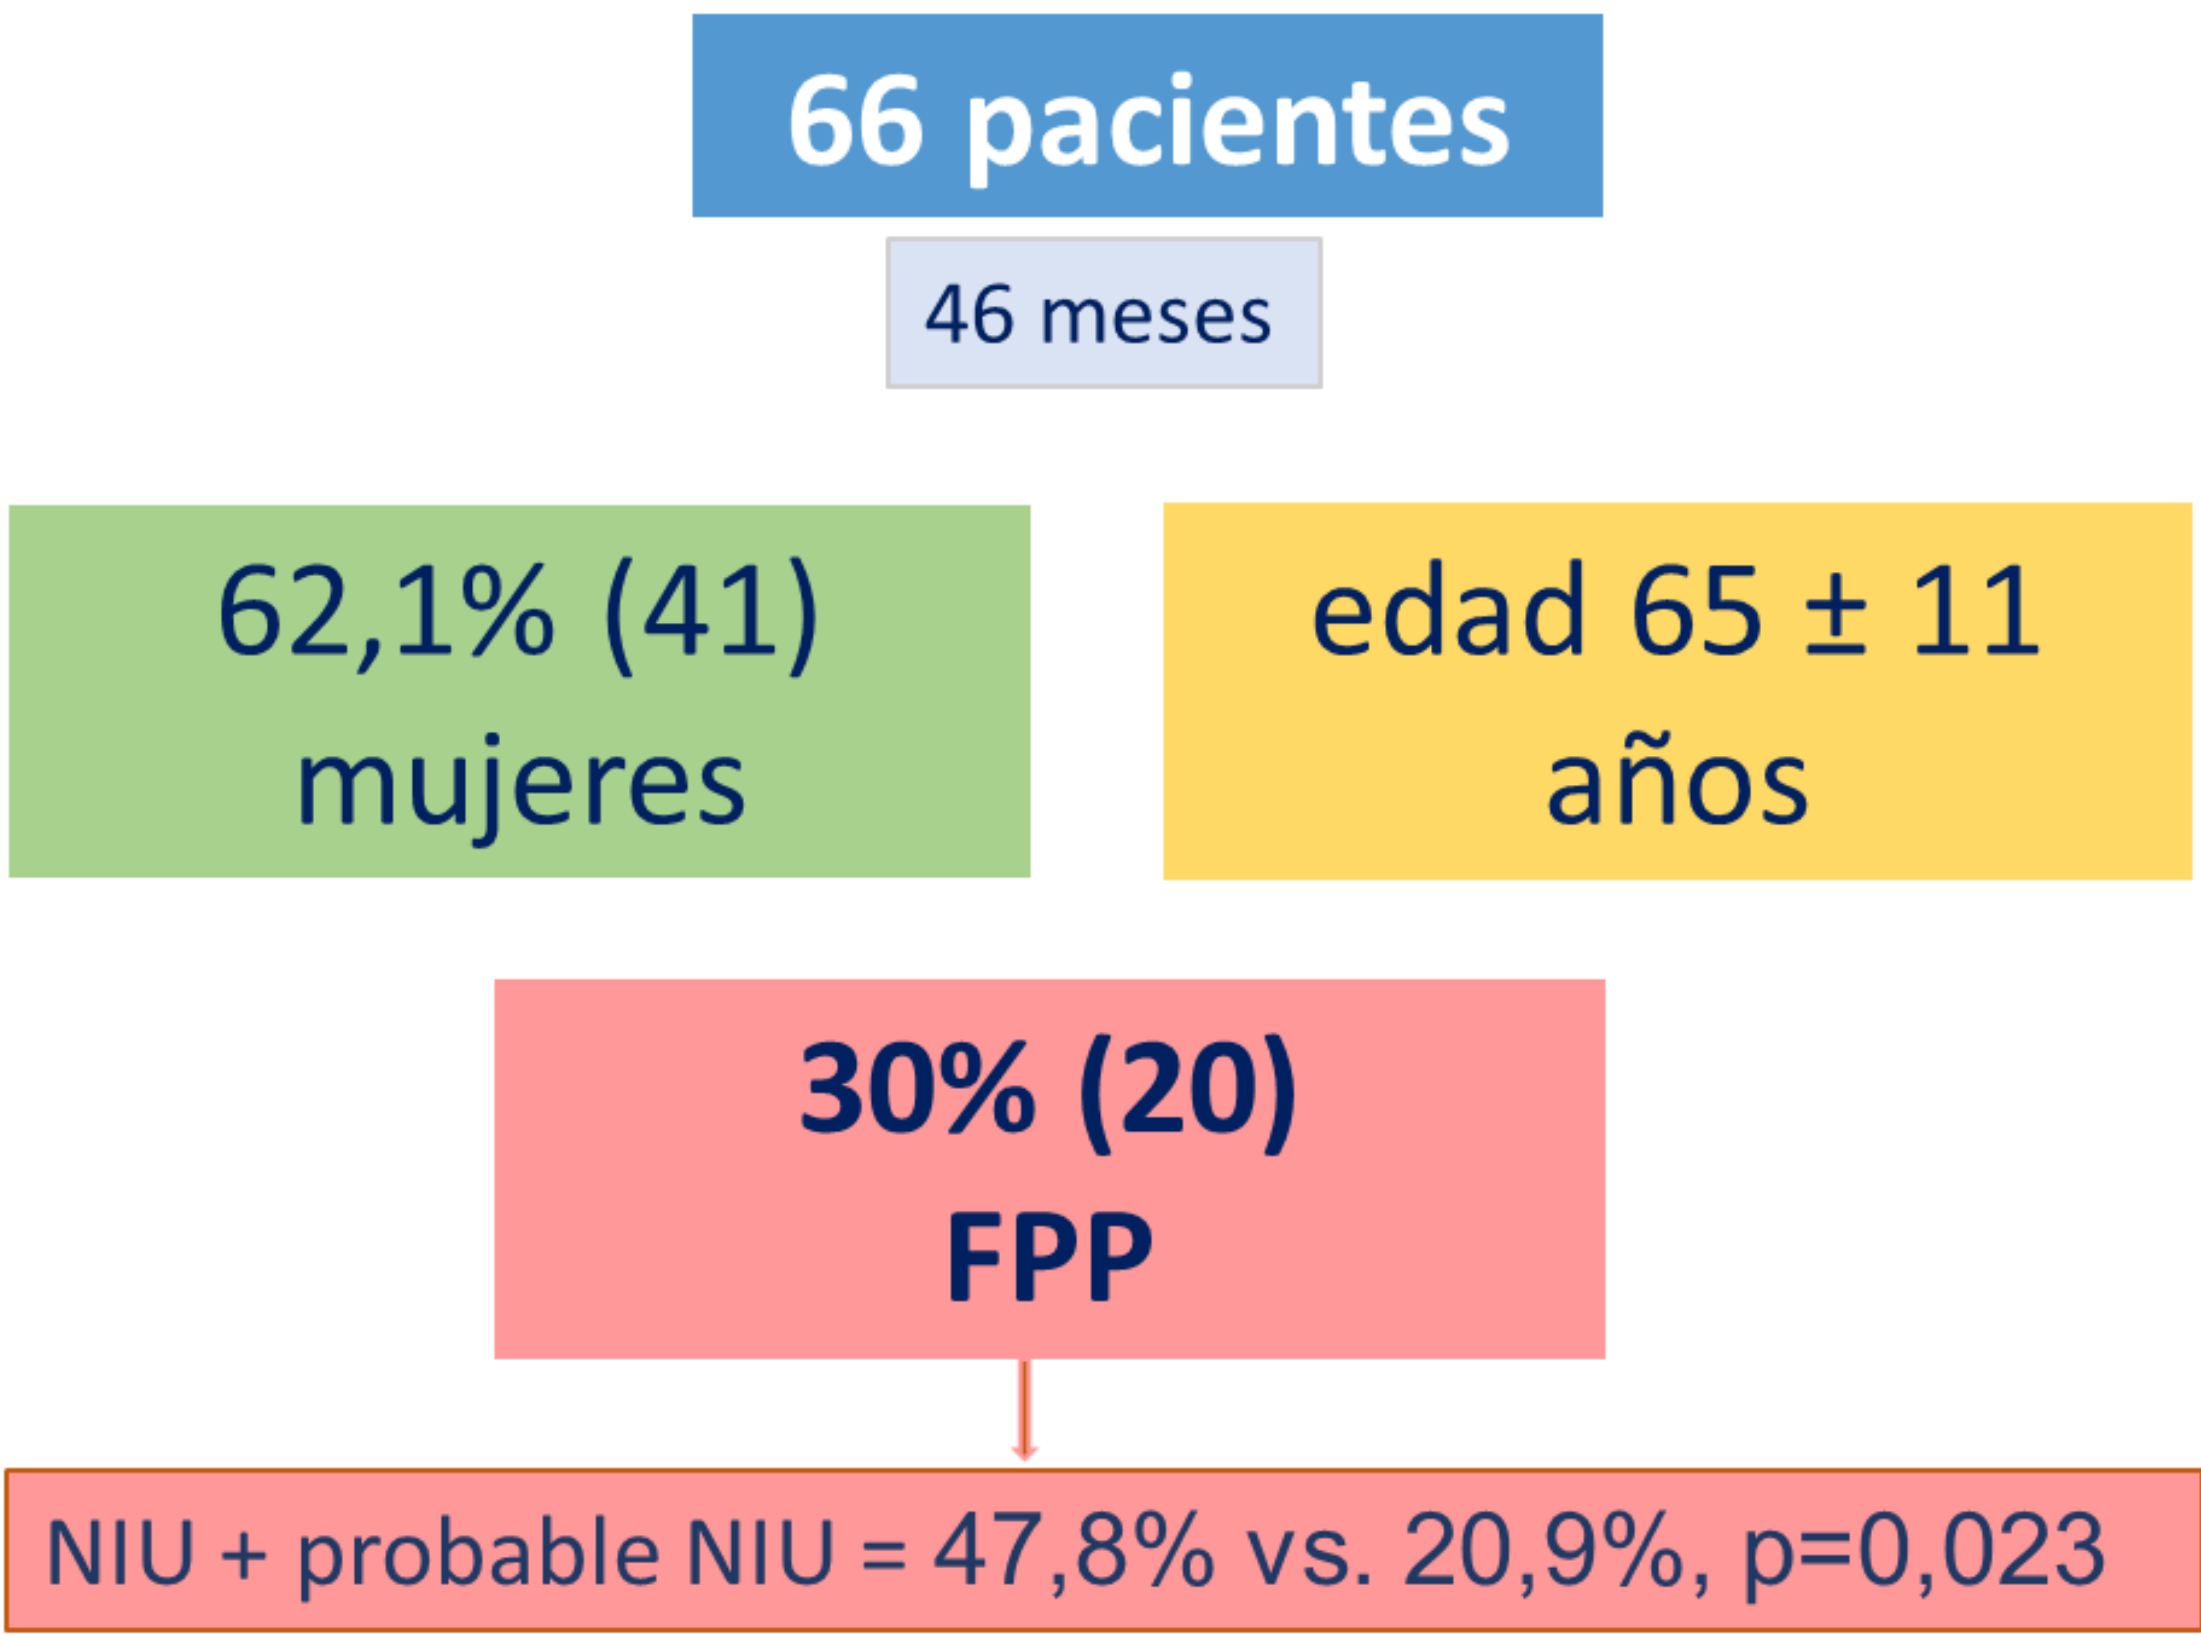 66 pacientes
46 meses
62,1% (41)
mujeres
edad 65 ± 11
años
30% (20)
FPP
NIU + probable NIU = 47,8% vs. 20,9%, p=0,023